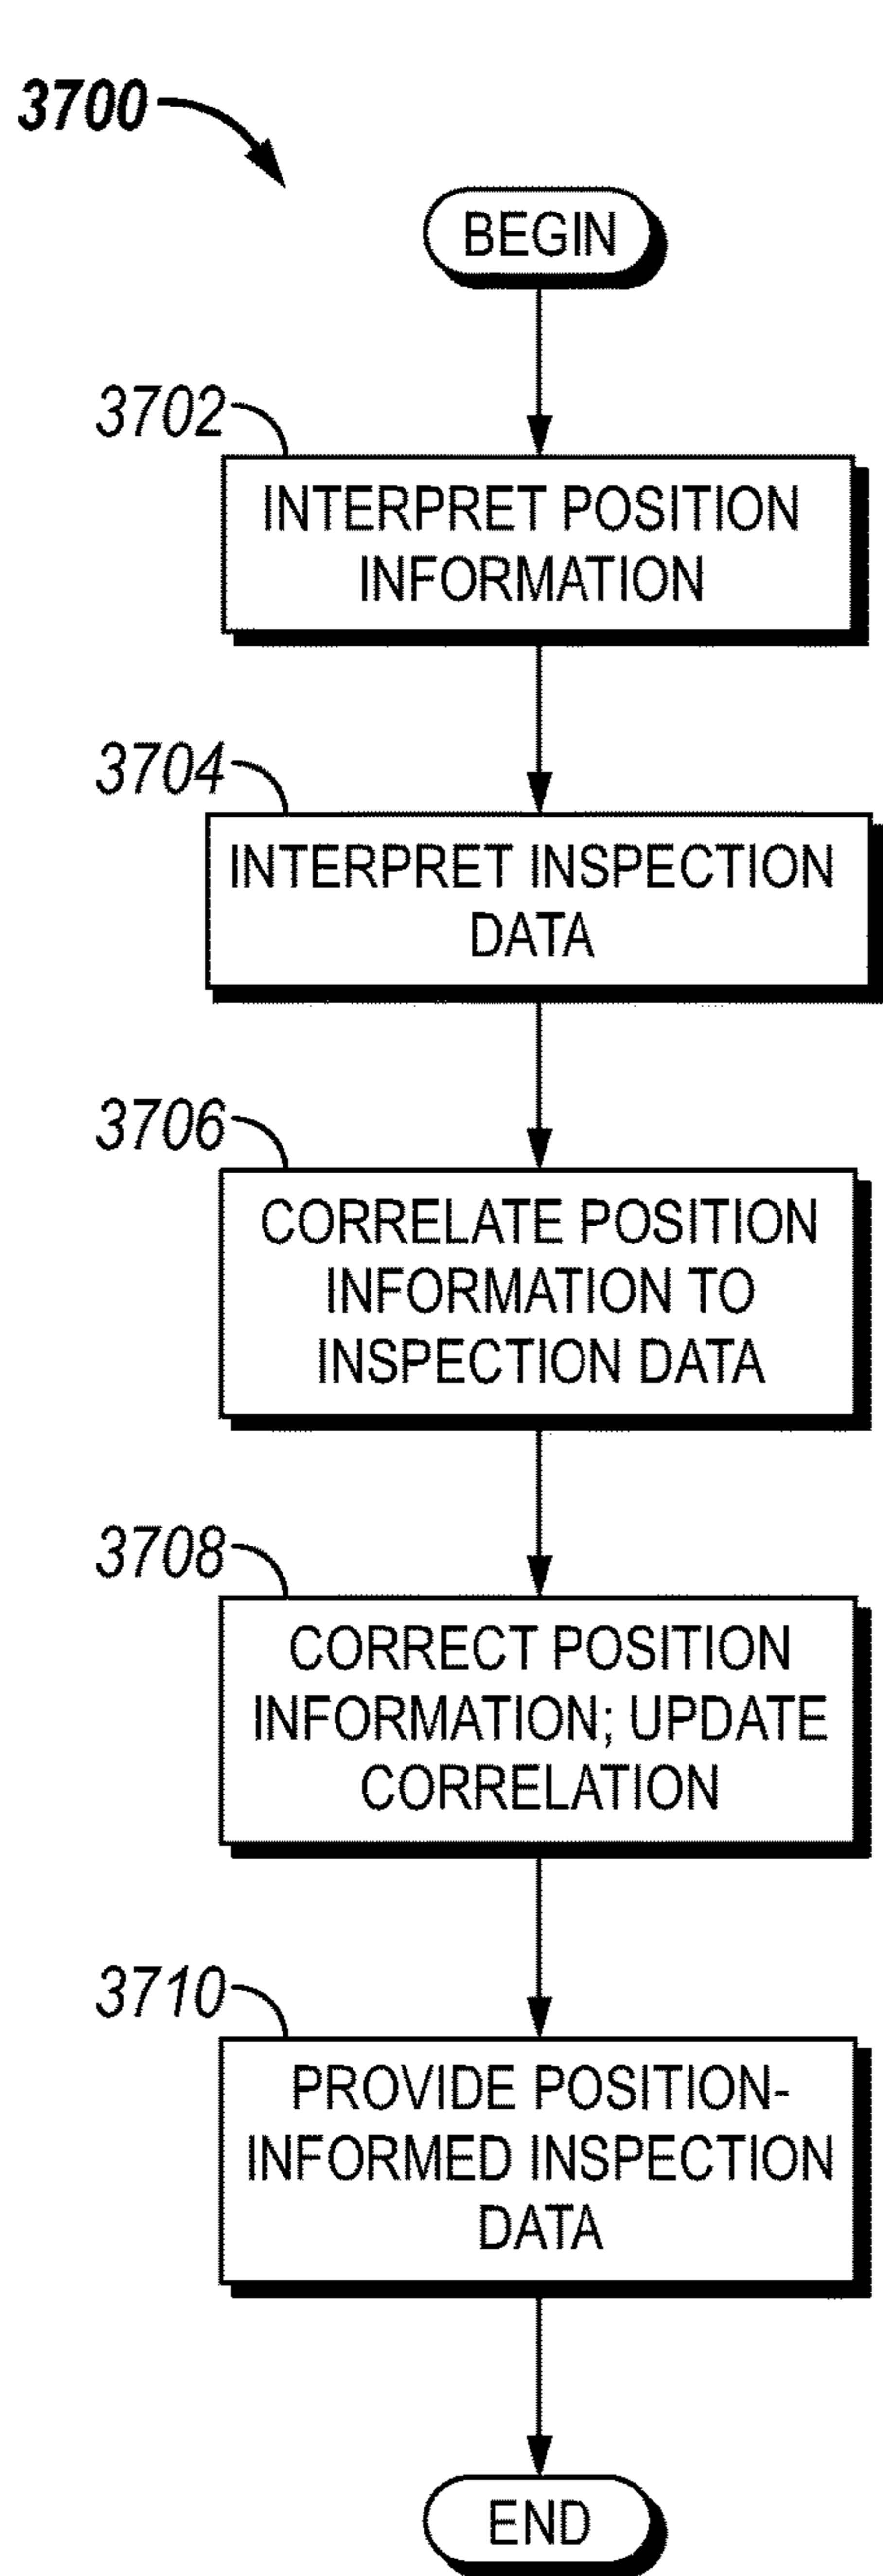 3700
BEGIN
3702
INTERPRET POSITION
INFORMATION
3704
INTERPRET INSPECTION
DATA
3706
CORRELATE POSITION
INFORMATION TO
INSPECTION DATA
3708
CORRECT POSITION
INFORMATION; UPDATE
CORRELATION
3710
PROVIDE POSITION-
INFORMED INSPECTION
DATA
END